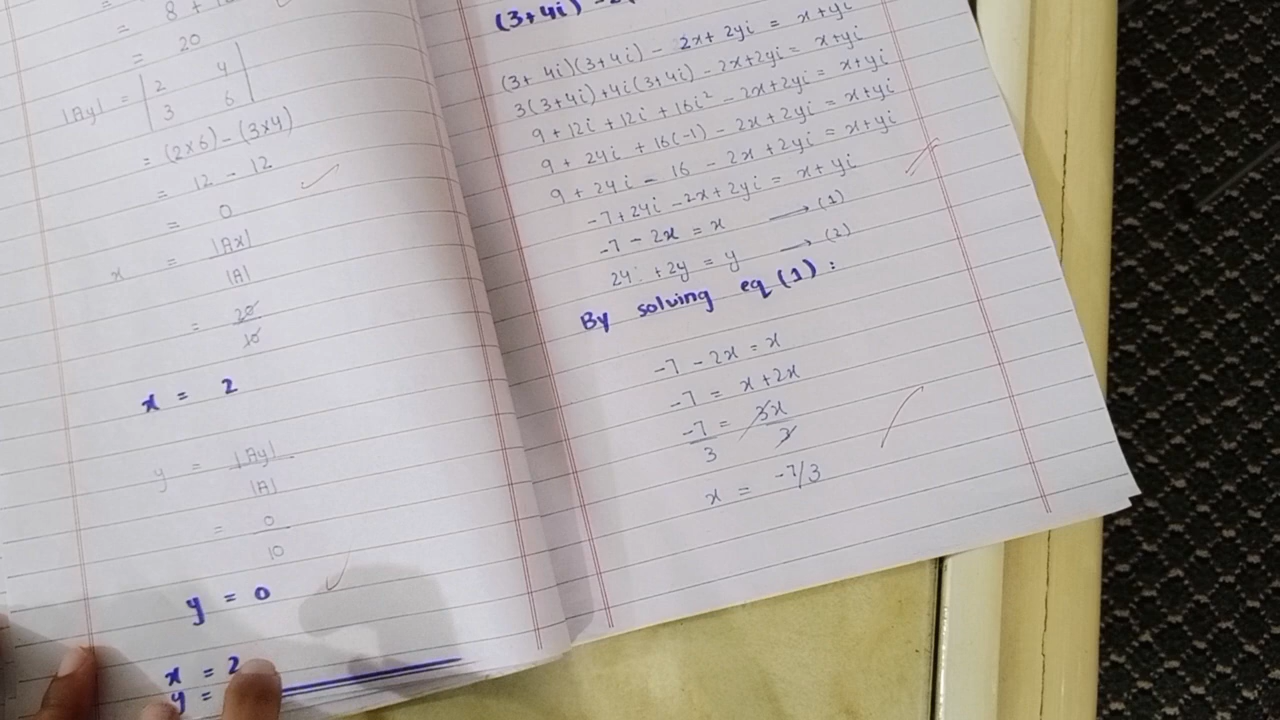 =
= 8 +
= 20
|Ay| = |2 4|
|3 6|
= (2×6) - (3×4)
= 12 - 12
= 0
x = |Ax|
|A|
= 20
10
x = 2
y = |Ay|
|A|
= 0
10
y = 0
x = 2
y =
(3+4i)
(3+ 4i)(3+4i) - 2x+ 2yi = x+yi
3(3+4i)+4i(3+4i) - 2x+2yi = x+yi
9 + 12i + 12i + 16i² - 2x+2yi = x+yi
9 + 24i + 16(-1) - 2x + 2yi = x+yi
9 + 24i - 16 - 2x + 2yi = x+yi
-7+24i -2x+2yi = x+yi
-7 - 2x = x → (1)
24i + 2y = y → (2)
By solving eq (1) :
-7 - 2x = x
-7 = x+2x
-7 = 3x
3 3
x = -7/3